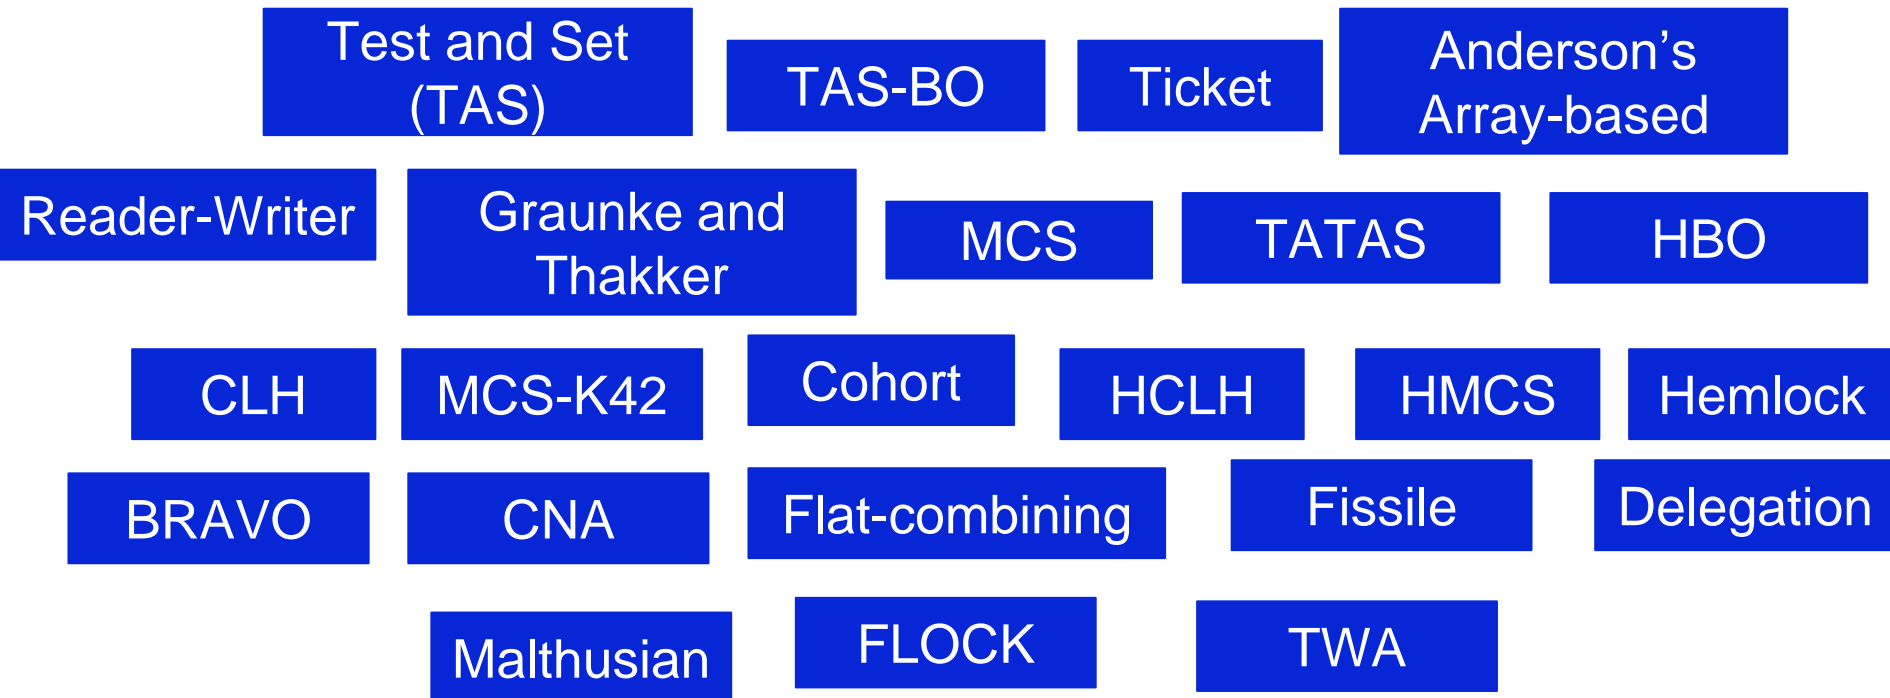 Test and Set
(TAS)
TAS-BO
Ticket
Anderson’s
Array-based
Reader-Writer
Graunke and
Thakker
MCS
TATAS
HBO
CLH
MCS-K42
Cohort
HCLH
HMCS
Hemlock
BRAVO
CNA
Flat-combining
Fissile
Delegation
Malthusian
FLOCK
TWA